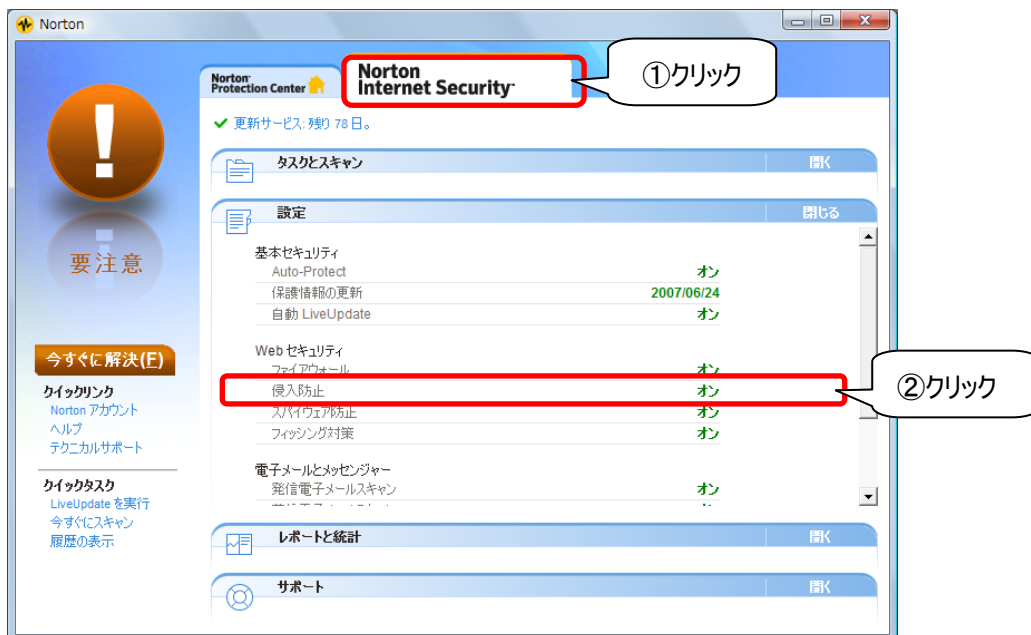 Norton
Norton
Protection Center
Norton
Internet Security
①クリック
更新サービス: 残り 78 日。
タスクとスキャン 開く
設定 閉じる
要注意
基本セキュリティ
Auto-Protect オン
保護情報の更新 2007/06/24
自動 LiveUpdate オン
今すぐに解決(F)
Web セキュリティ
ファイアウォール オン
侵入防止 オン
②クリック
スパイウェア防止 オン
フィッシング対策 オン
クイックリンク
Norton アカウント
ヘルプ
テクニカルサポート
電子メールとメッセンジャー
発信電子メールスキャン オン
クイックタスク
LiveUpdate を実行
今すぐにスキャン
履歴の表示
レポートと統計 開く
サポート 開く